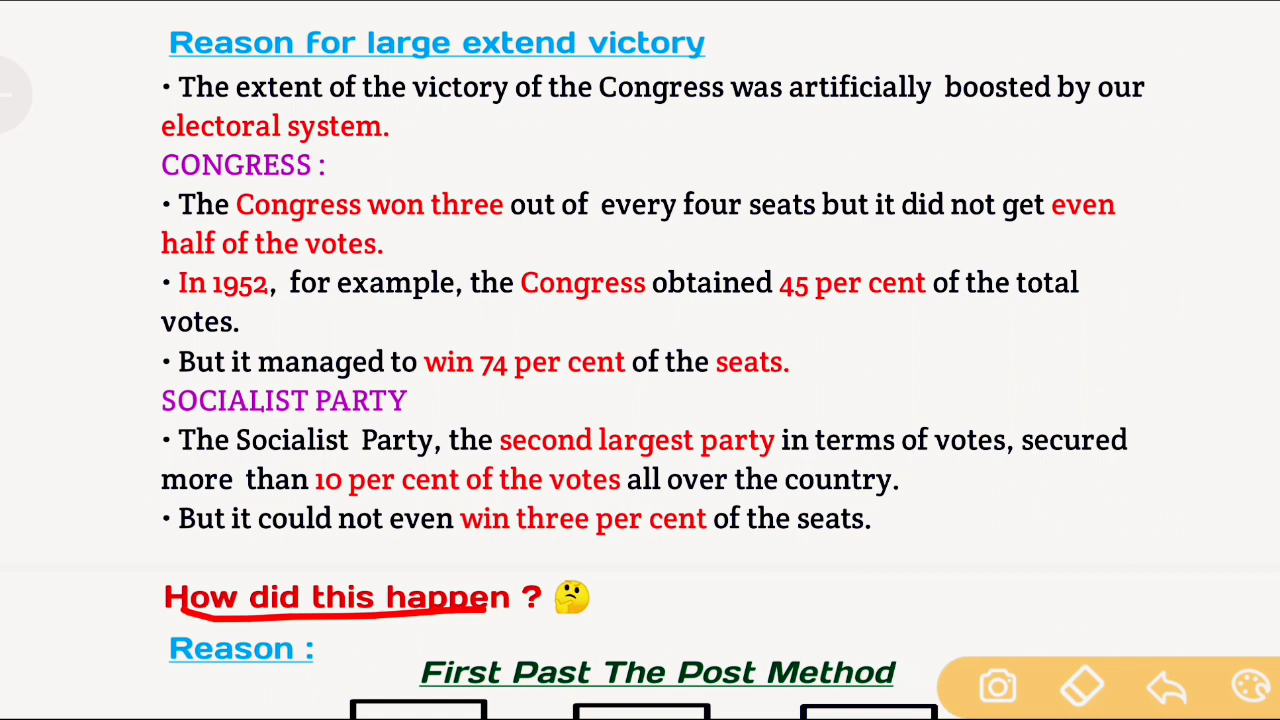 Reason for large extend victory
• The extent of the victory of the Congress was artificially boosted by our
electoral system.
CONGRESS :
• The Congress won three out of every four seats but it did not get even
half of the votes.
• In 1952, for example, the Congress obtained 45 per cent of the total
votes.
• But it managed to win 74 per cent of the seats.
SOCIALIST PARTY
• The Socialist Party, the second largest party in terms of votes, secured
more than 10 per cent of the votes all over the country.
• But it could not even win three per cent of the seats.
How did this happen ? 🤔
Reason :
First Past The Post Method